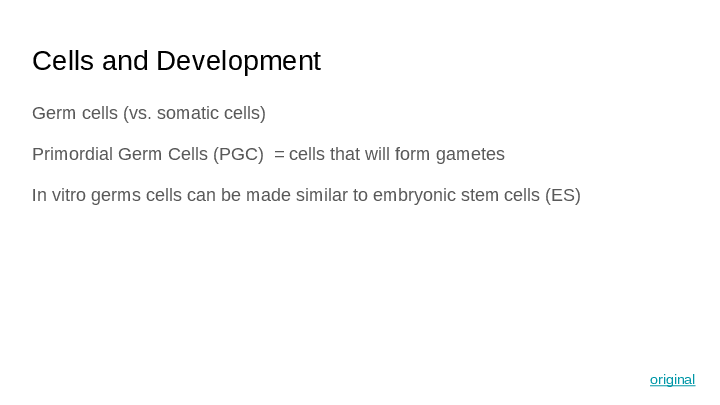 Cells and Development
Germ cells (vs. somatic cells)
Primordial Germ Cells (PGC)  = cells that will form gametes
In vitro germs cells can be made similar to embryonic stem cells (ES)
original